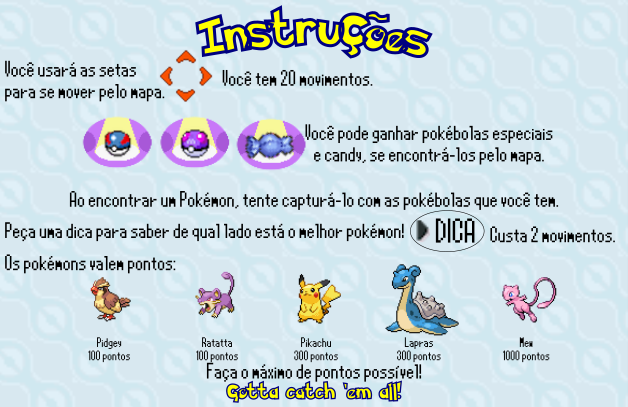 Instruções
Você usará as setas
para se mover pelo mapa.
Você tem 20 movimentos.
Você pode ganhar pokébolas especiais
e candy, se encontrá-los pelo mapa.
Ao encontrar um Pokémon, tente capturá-lo com as pokébolas que você tem.
Peça uma dica para saber de qual lado está o melhor pokémon!
DICA
Custa 2 movimentos.
Os pokémons valem pontos:
Pidgey
100 pontos
Ratatta
100 pontos
Pikachu
300 pontos
Lapras
300 pontos
Mew
1000 pontos
Faça o máximo de pontos possível!
Gotta catch 'em all!